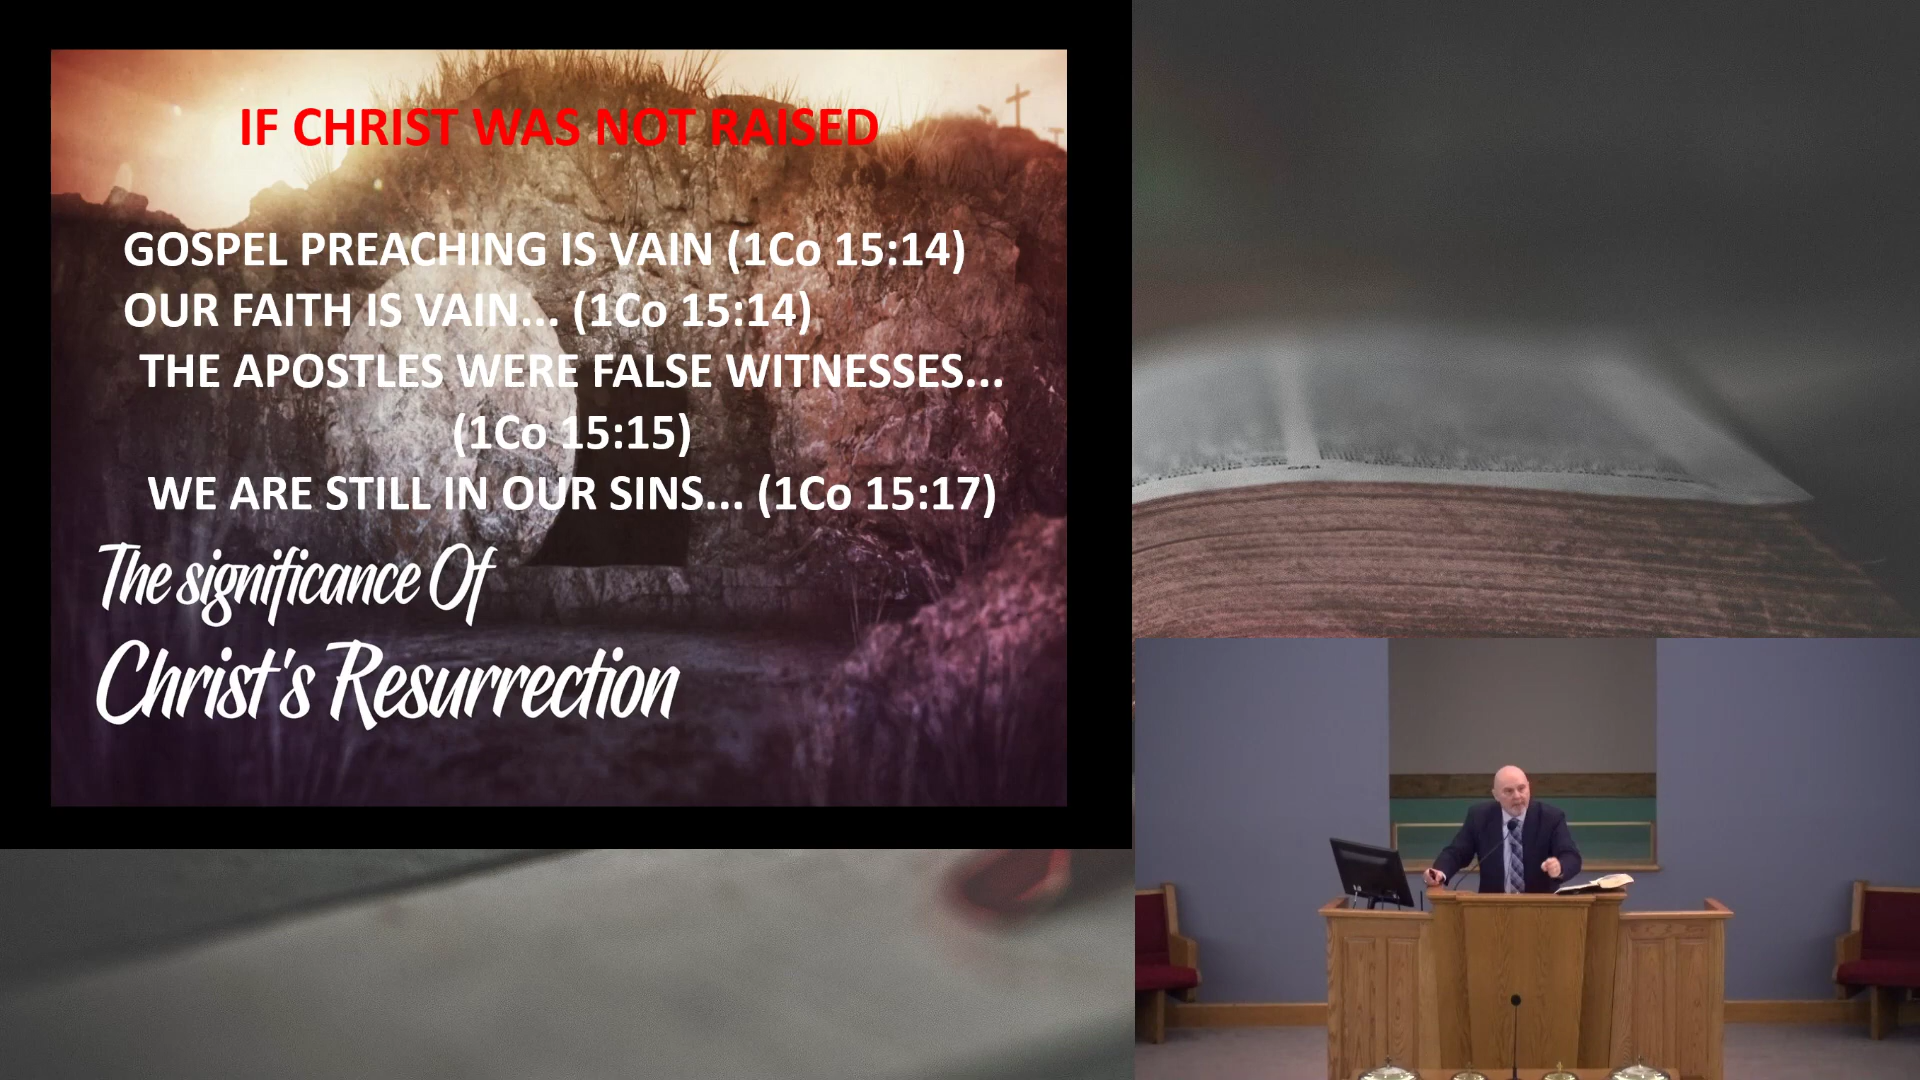 IF CHRIST WAS NOT RAISED
GOSPEL PREACHING IS VAIN (1Co 15:14)
OUR FAITH IS VAIN... (1Co 15:14)
THE APOSTLES WERE FALSE WITNESSES...
(1Co 15:15)
WE ARE STILL IN OUR SINS... (1Co 15:17)
The significance Of
Christ's Resurrection